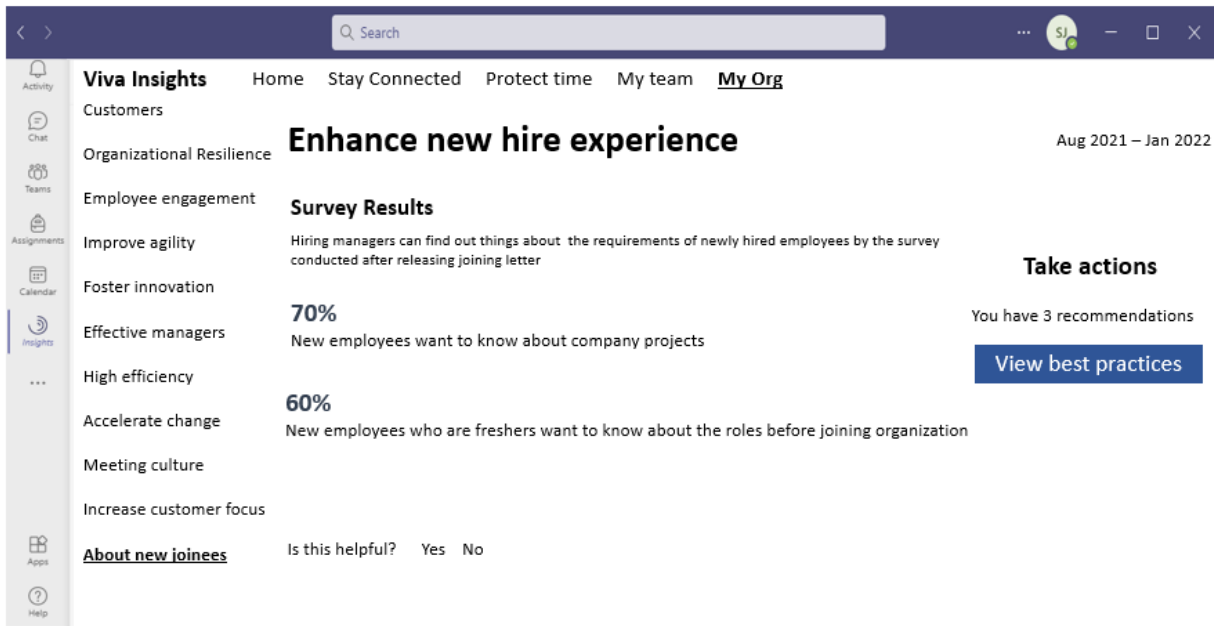 Search
SJ
Activity
Chat
Teams
Assignments
Calendar
Insights
Apps
Help
Viva Insights Home Stay Connected Protect time My team My Org
Customers
Organizational Resilience
Employee engagement
Improve agility
Foster innovation
Effective managers
High efficiency
Accelerate change
Meeting culture
Increase customer focus
About new joinees
Enhance new hire experience
Aug 2021 – Jan 2022
Survey Results
Hiring managers can find out things about the requirements of newly hired employees by the survey
conducted after releasing joining letter
70%
New employees want to know about company projects
60%
New employees who are freshers want to know about the roles before joining organization
Is this helpful? Yes No
Take actions
You have 3 recommendations
View best practices